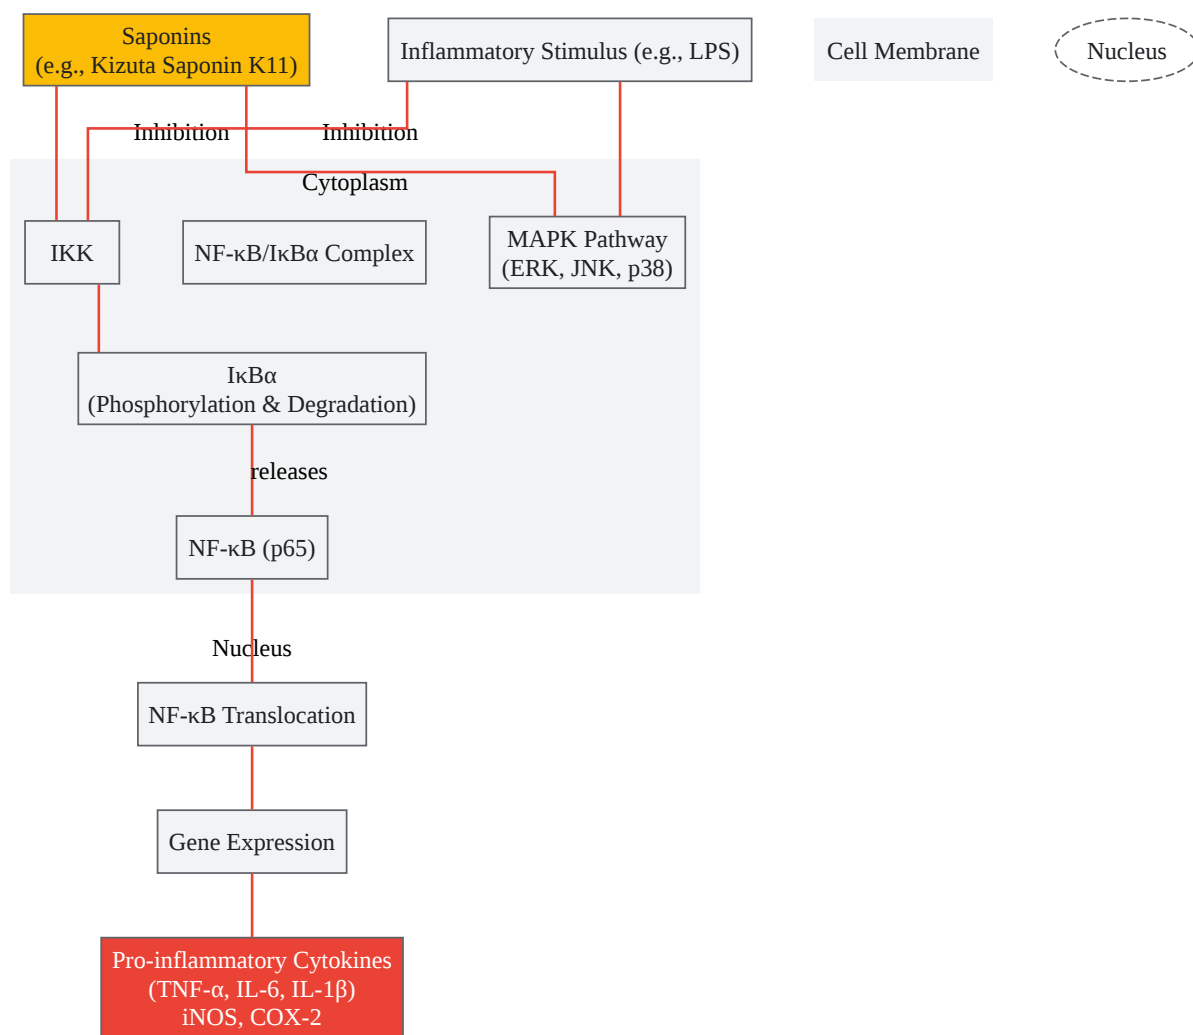 Saponins
(e.g., Kizuta Saponin K11)
Inflammatory Stimulus (e.g., LPS)
Cell Membrane
Nucleus
Inhibition
Inhibition
Cytoplasm
IKK
NF-κB/IκBα Complex
MAPK Pathway
(ERK, JNK, p38)
IκBα
(Phosphorylation & Degradation)
releases
NF-κB (p65)
Nucleus
NF-κB Translocation
Gene Expression
Pro-inflammatory Cytokines
(TNF-α, IL-6, IL-1β)
iNOS, COX-2